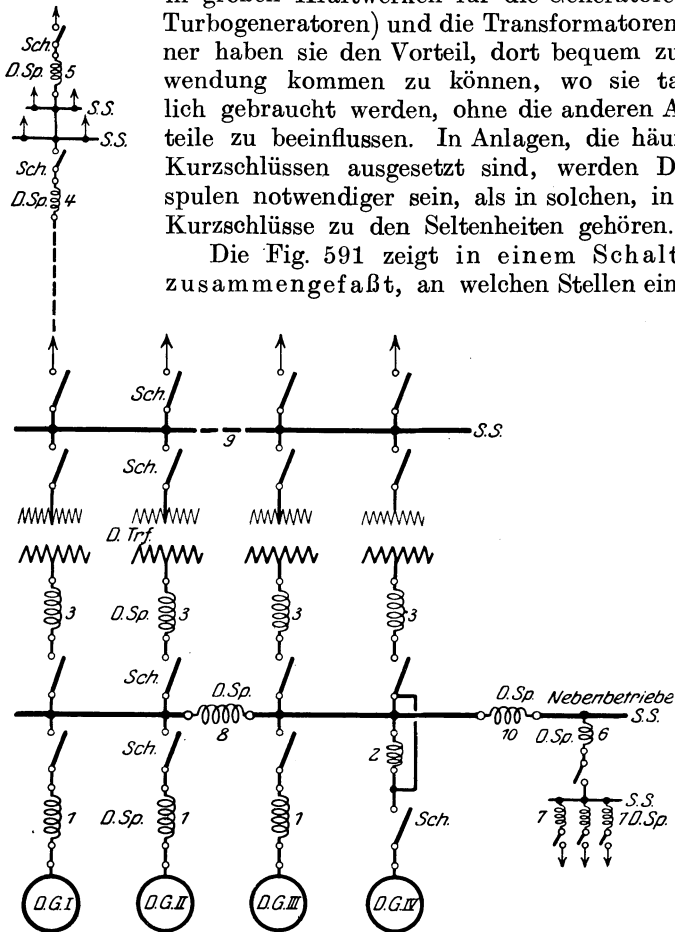 Turbogeneratoren) und die Transformatoren
ner haben sie den Vorteil, dort bequem zu
wendung kommen zu können, wo sie ta
lich gebraucht werden, ohne die anderen A
teile zu beeinflussen. In Anlagen, die häu
Kurzschlüssen ausgesetzt sind, werden D
spulen notwendiger sein, als in solchen, in
Kurzschlüsse zu den Seltenheiten gehören.
Die Fig. 591 zeigt in einem Schalt
zusammengefaßt, an welchen Stellen ein
Sch.
D.Sp. 5
S.S.
S.S.
Sch.
D.Sp. 4
Sch.
9
S.S.
Sch.
D. Trf.
3
D.Sp. 3
3
3
Sch.
D.Sp.
8
D.Sp.
10
Nebenbetriebe
S.S.
Sch.
2
D.Sp. 6
1
D.Sp. 1
1
Sch.
S.S.
7
7 D.Sp.
D.G.I
D.G.II
D.G.III
D.G.IV